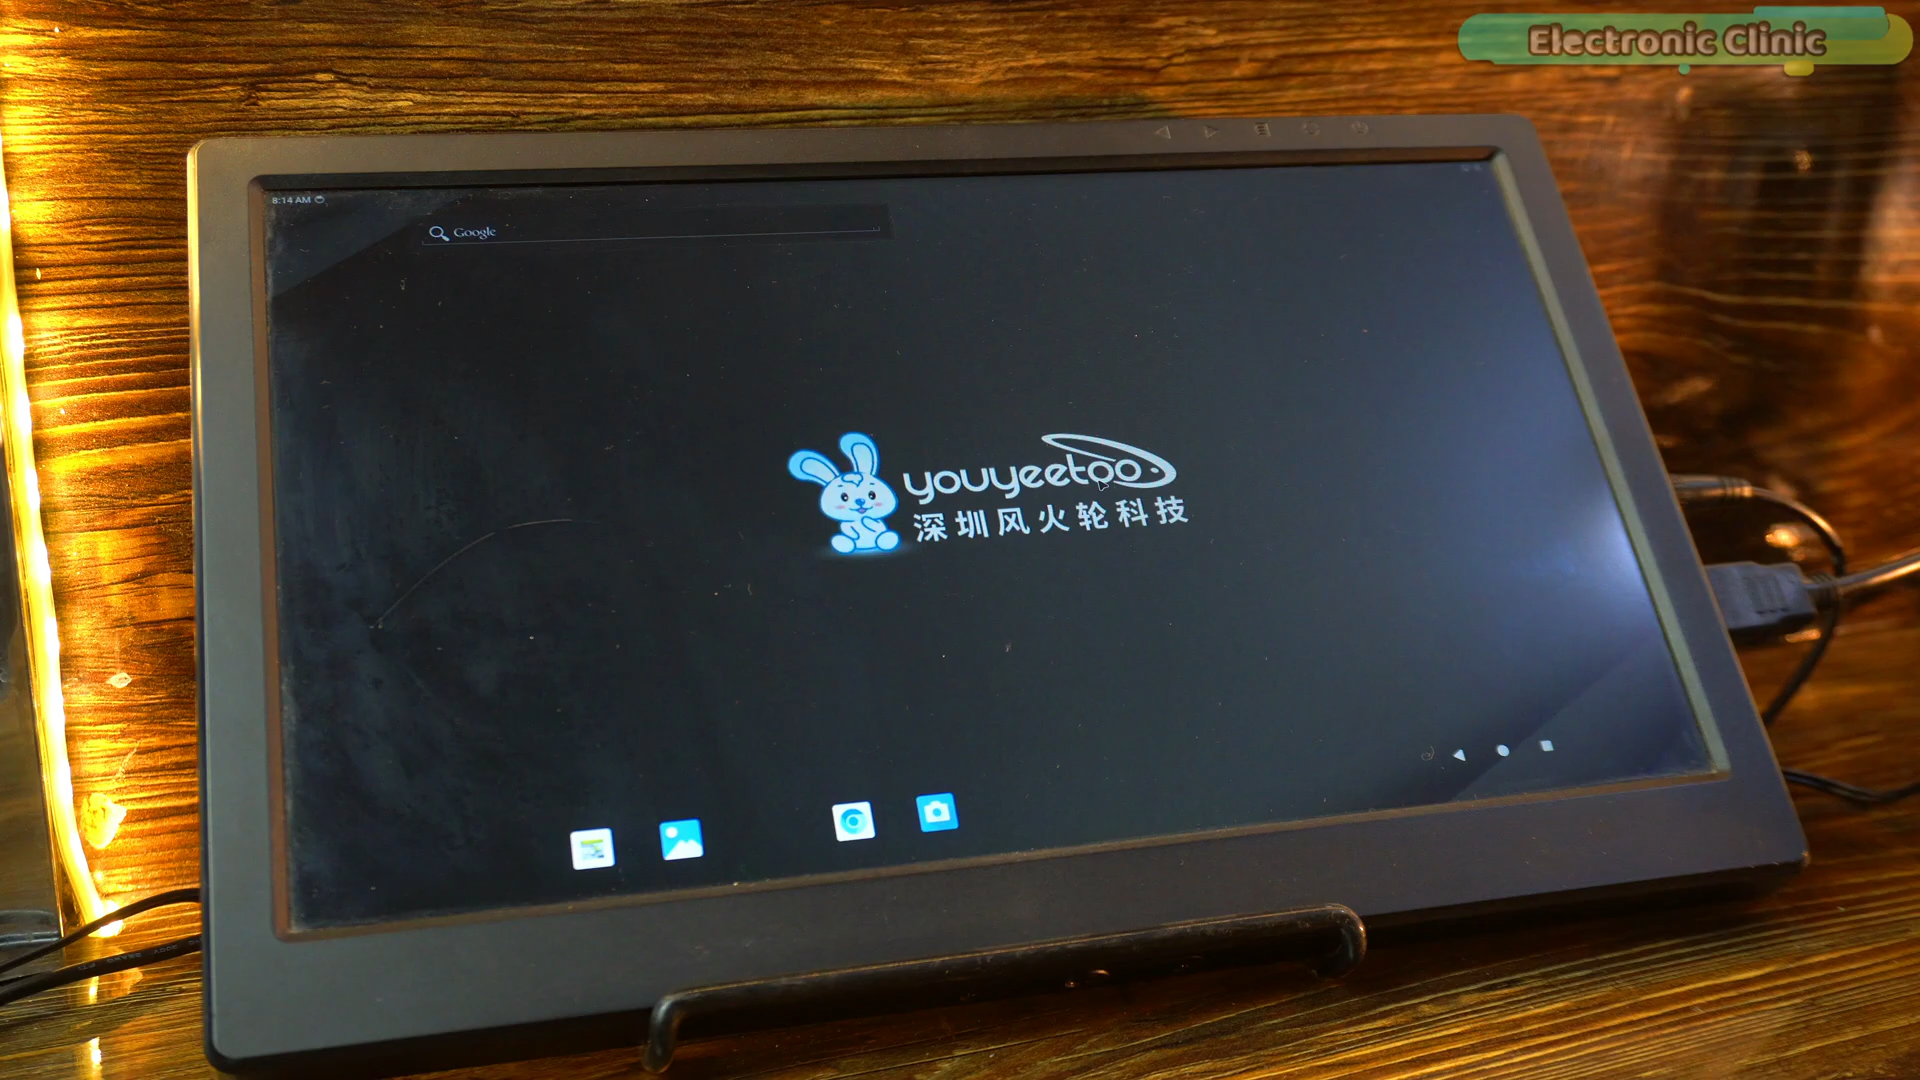 Electronic Clinic
8:14 AM
Google
youyeetoo
深圳风火轮科技